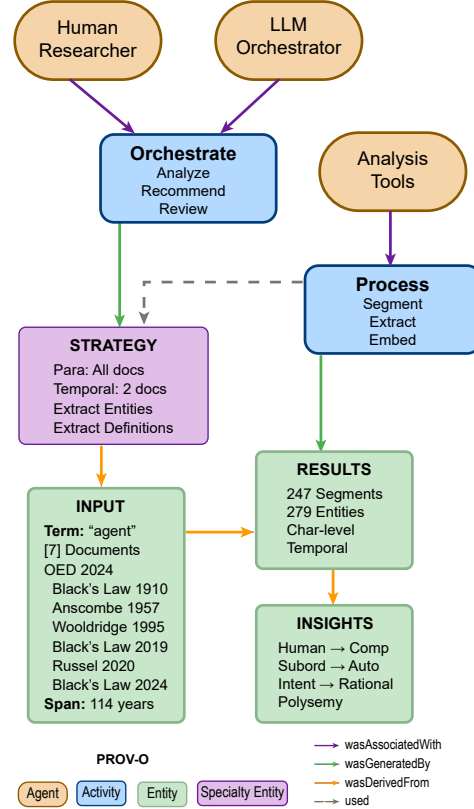 Human
Researcher
LLM
Orchestrator
Orchestrate
Analyze
Recommend
Review
Analysis
Tools
Process
Segment
Extract
Embed
STRATEGY
Para: All docs
Temporal: 2 docs
Extract Entities
Extract Definitions
INPUT
Term: “agent”
[7] Documents
OED 2024
Black’s Law 1910
Anscombe 1957
Wooldridge 1995
Black’s Law 2019
Russel 2020
Black’s Law 2024
Span: 114 years
RESULTS
247 Segments
279 Entities
Char-level
Temporal
INSIGHTS
Human → Comp
Subord → Auto
Intent → Rational
Polysemy
PROV-O
Agent
Activity
Entity
Specialty Entity
wasAssociatedWith
wasGeneratedBy
wasDerivedFrom
used